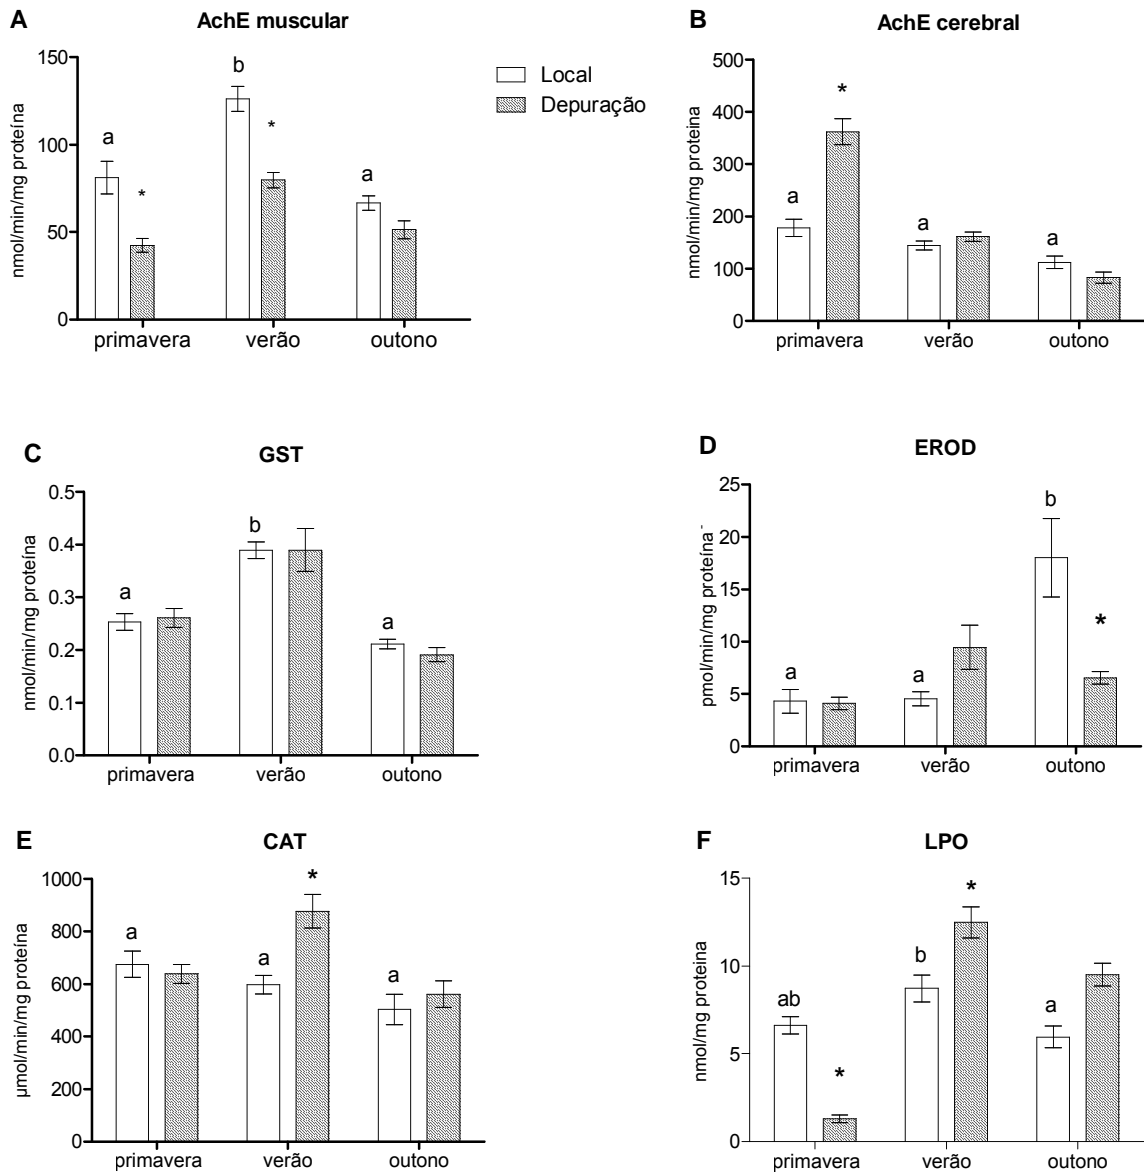 A
AchE muscular
nmol/min/mg proteína
150
100
50
0
a
*
b
*
a
primavera
verão
outono
Local
Depuração
B
AchE cerebral
nmol/min/mg proteína
500
400
300
200
100
0
a
*
a
a
primavera
verão
outono
C
GST
nmol/min/mg proteína
0.5
0.4
0.3
0.2
0.1
0.0
a
b
a
primavera
verão
outono
D
EROD
pmol/min/mg proteína-
25
20
15
10
5
0
a
a
b
*
primavera
verão
outono
E
CAT
µmol/min/mg proteína
1000
800
600
400
200
0
a
a
*
a
primavera
verão
outono
F
LPO
nmol/mg proteina
15
10
5
0
ab
*
b
*
a
primavera
verão
outono